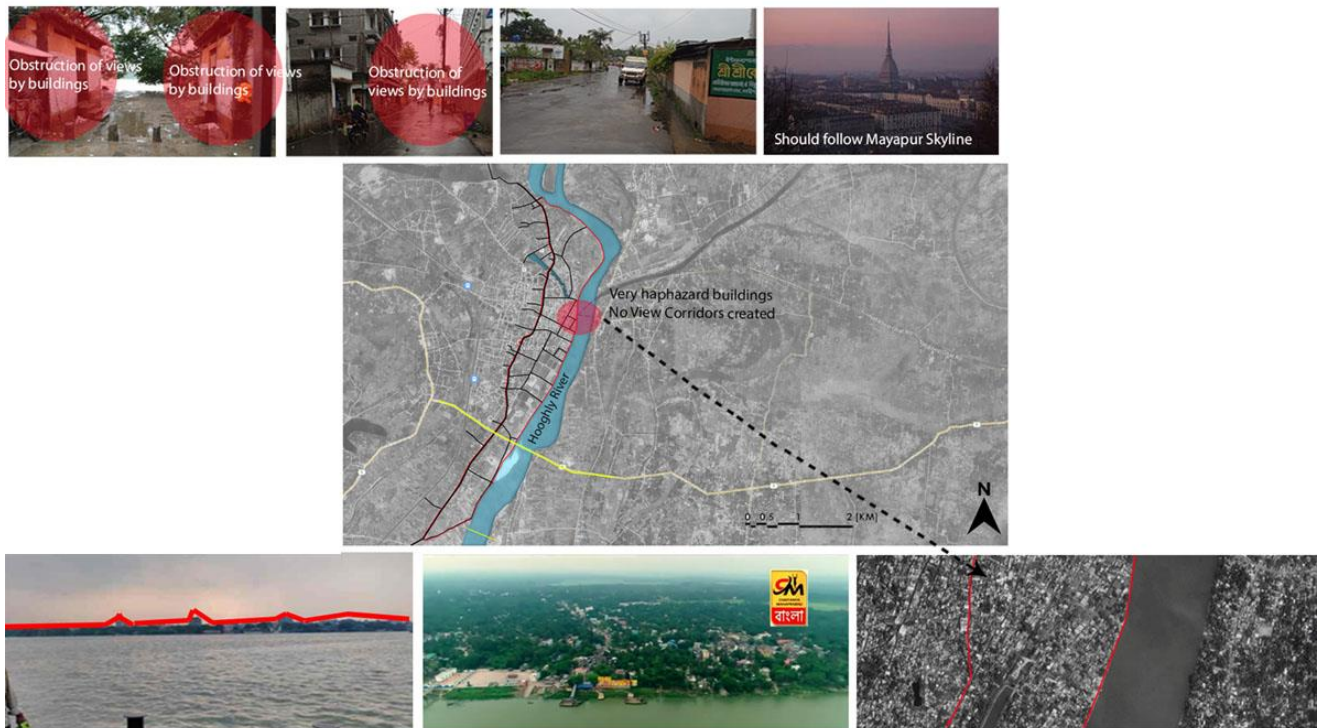 Obstruction of views
by buildings
Obstruction of views
by buildings
Obstruction of
views by buildings
श्री श्री
Should follow Mayapur Skyline
Very haphazard buildings
No View Corridors created
Hooghly River
N
0 0.5 1 2 [KM]
CM
বাংলা